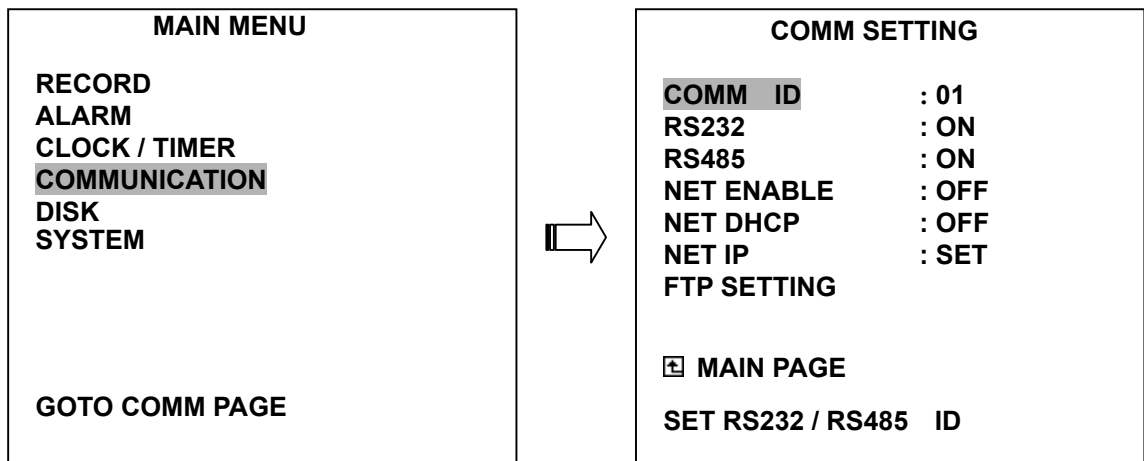 MAIN MENU
RECORD
ALARM
CLOCK / TIMER
COMMUNICATION
DISK
SYSTEM
GOTO COMM PAGE
COMM SETTING
COMM ID : 01
RS232 : ON
RS485 : ON
NET ENABLE : OFF
NET DHCP : OFF
NET IP : SET
FTP SETTING
MAIN PAGE
SET RS232 / RS485 ID